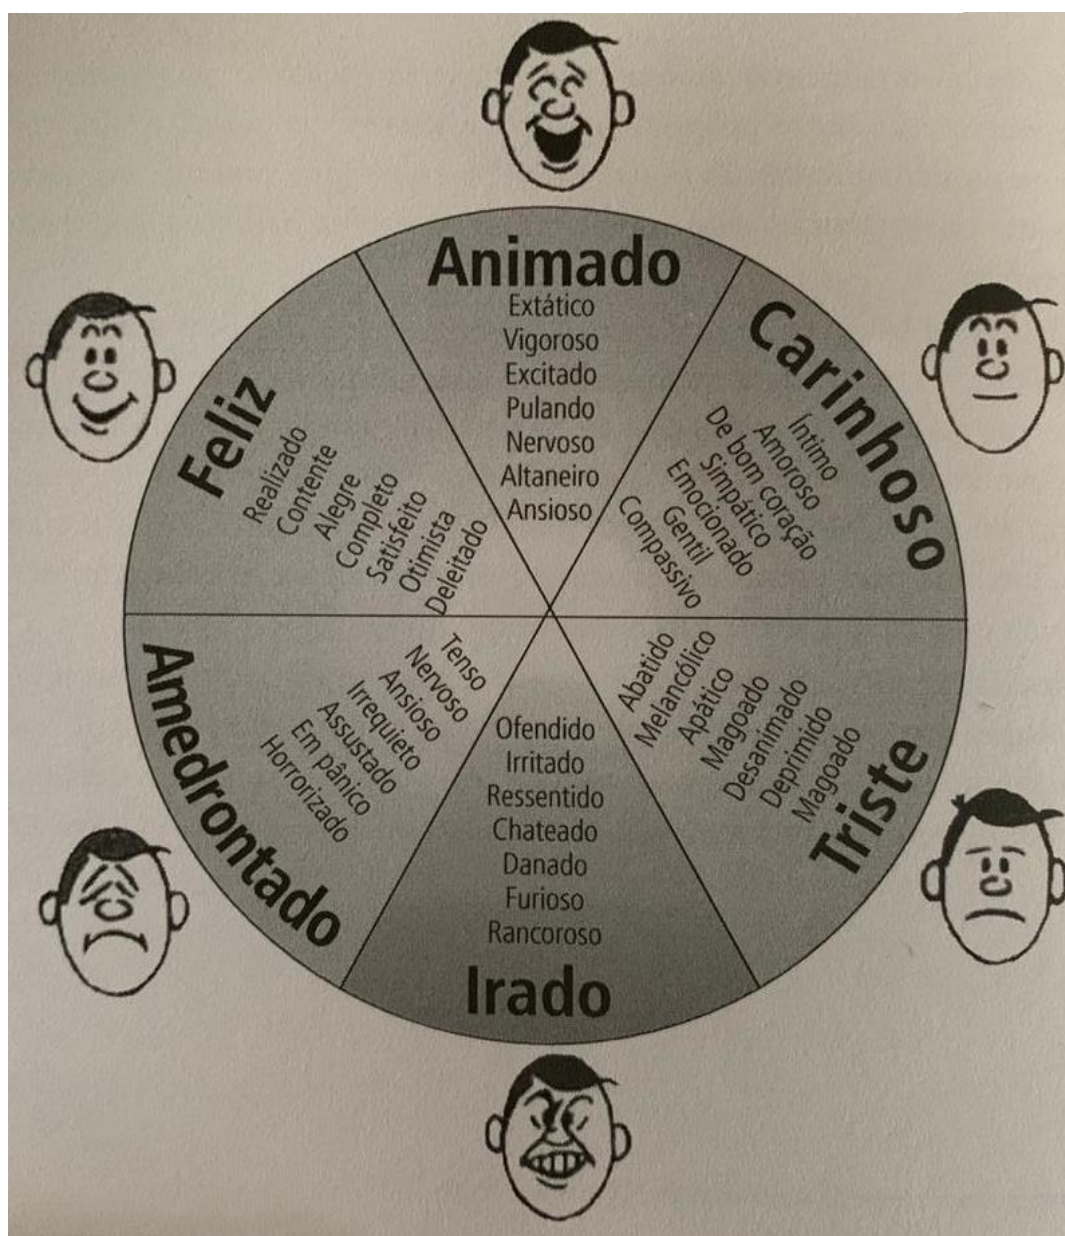 Animado
Extático
Vigoroso
Excitado
Pulando
Nervoso
Altaneiro
Ansioso
Carinhoso
Íntimo
Amoroso
De bom coração
Simpático
Emocionado
Gentil
Compassivo
Triste
Abatido
Melancólico
Apático
Magoado
Desanimado
Deprimido
Magoado
Ofendido
Irritado
Ressentido
Chateado
Danado
Furioso
Rancoroso
Irado
Amedrontado
Tenso
Nervoso
Ansioso
Irrequieto
Assustado
Em pânico
Horrorizado
Feliz
Realizado
Contente
Alegre
Completo
Satisfeito
Otimista
Deleitado